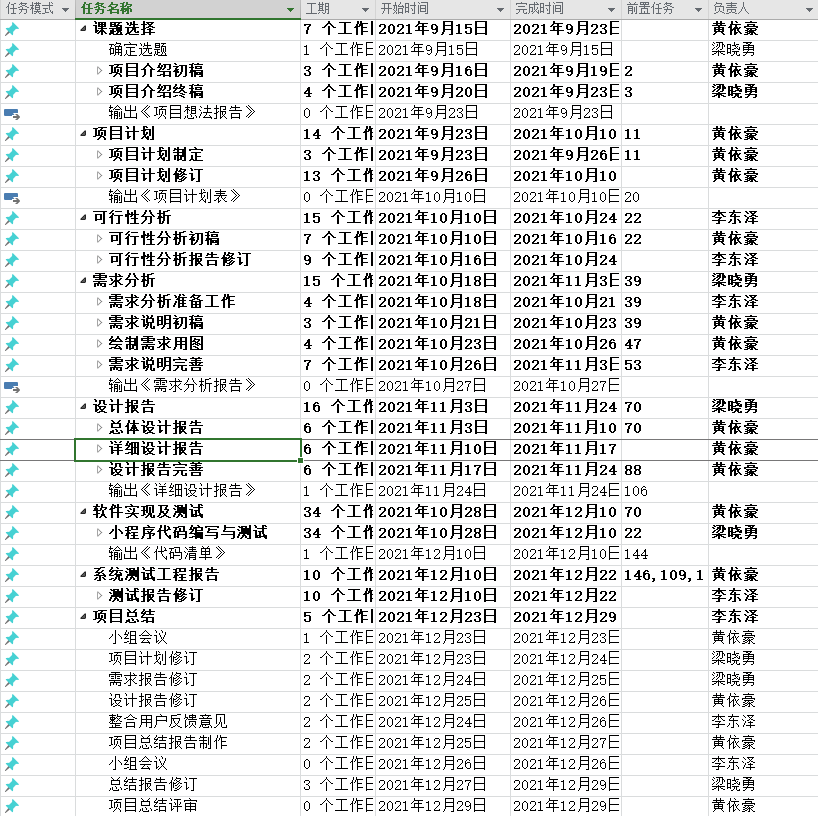 任务模式 任务名称 工期 开始时间 完成时间 前置任务 负责人
课题选择 7 个工作 2021年9月15日 2021年9月23日 黄依豪
确定选题 1 个工作日 2021年9月15日 2021年9月15日 梁晓勇
项目介绍初稿 3 个工作 2021年9月16日 2021年9月19日 2 黄依豪
项目介绍终稿 4 个工作 2021年9月20日 2021年9月23日 3 梁晓勇
输出《项目想法报告》 0 个工作日 2021年9月23日 2021年9月23日
项目计划 14 个工作 2021年9月23日 2021年10月10 11 黄依豪
项目计划制定 3 个工作 2021年9月23日 2021年9月26日 11 黄依豪
项目计划修订 13 个工作 2021年9月26日 2021年10月10 黄依豪
输出《项目计划表》 0 个工作日 2021年10月10日 2021年10月10日 20
可行性分析 15 个工作 2021年10月10日 2021年10月24 22 李东泽
可行性分析初稿 7 个工作 2021年10月10日 2021年10月16 22 黄依豪
可行性分析报告修订 9 个工作 2021年10月16日 2021年10月24 李东泽
需求分析 15 个工作 2021年10月18日 2021年11月3日 39 梁晓勇
需求分析准备工作 4 个工作 2021年10月18日 2021年10月21 39 李东泽
需求说明初稿 3 个工作 2021年10月21日 2021年10月23 39 黄依豪
绘制需求用图 4 个工作 2021年10月23日 2021年10月26 47 黄依豪
需求说明完善 7 个工作 2021年10月26日 2021年11月3日 53 李东泽
输出《需求分析报告》 0 个工作日 2021年10月27日 2021年10月27日
设计报告 16 个工作 2021年11月3日 2021年11月24 70 梁晓勇
总体设计报告 6 个工作 2021年11月3日 2021年11月10 70 黄依豪
详细设计报告 6 个工作 2021年11月10日 2021年11月17 黄依豪
设计报告完善 6 个工作 2021年11月17日 2021年11月24 88 黄依豪
输出《详细设计报告》 1 个工作日 2021年11月24日 2021年11月24日 106
软件实现及测试 34 个工作 2021年10月28日 2021年12月10 70 黄依豪
小程序代码编写与测试 34 个工作 2021年10月28日 2021年12月10 22 梁晓勇
输出《代码清单》 1 个工作日 2021年12月10日 2021年12月10日 144
系统测试工程报告 10 个工作 2021年12月10日 2021年12月22 146,109,1 黄依豪
测试报告修订 10 个工作 2021年12月10日 2021年12月22 李东泽
项目总结 5 个工作 2021年12月23日 2021年12月29 李东泽
小组会议 1 个工作日 2021年12月23日 2021年12月23日 黄依豪
项目计划修订 2 个工作日 2021年12月23日 2021年12月24日 梁晓勇
需求报告修订 2 个工作日 2021年12月24日 2021年12月25日 梁晓勇
设计报告修订 2 个工作日 2021年12月25日 2021年12月26日 黄依豪
整合用户反馈意见 2 个工作日 2021年12月24日 2021年12月26日 李东泽
项目总结报告制作 2 个工作日 2021年12月25日 2021年12月27日 黄依豪
小组会议 0 个工作日 2021年12月26日 2021年12月26日 李东泽
总结报告修订 3 个工作日 2021年12月27日 2021年12月29日 梁晓勇
项目总结评审 0 个工作日 2021年12月29日 2021年12月29日 黄依豪